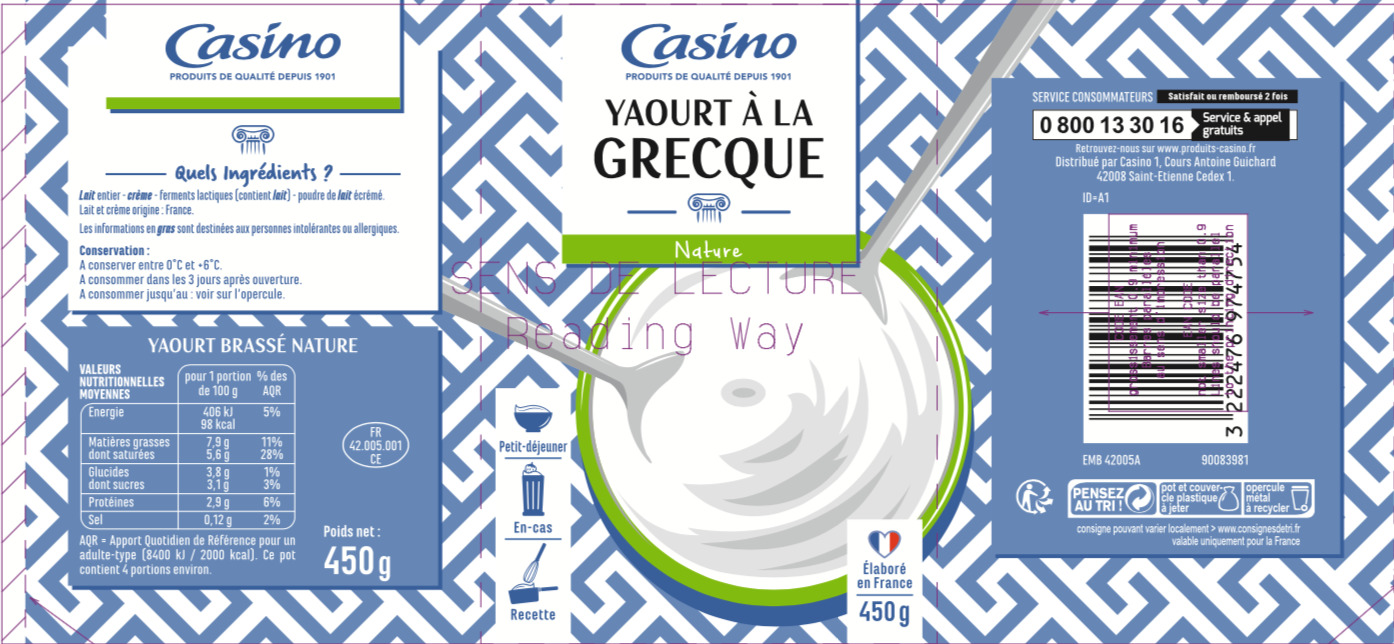 Casino
PRODUITS DE QUALITÉ DEPUIS 1901
Quels Ingrédients ?
Lait entier - crème - ferments lactiques (contient lait) - poudre de lait écrémé.
Lait et crème origine : France.
Les informations en gras sont destinées aux personnes intolérantes ou allergiques.
Conservation :
A conserver entre 0°C et +6°C.
A consommer dans les 3 jours après ouverture.
A consommer jusqu'au : voir sur l'opercule.
YAOURT BRASSÉ NATURE
VALEURS NUTRITIONNELLES MOYENNES
pour 1 portion de 100 g
% des AQR
Energie 406 kJ 5%
98 kcal
Matières grasses 7,9 g 11%
dont saturées 5,6 g 28%
Glucides 3,8 g 1%
dont sucres 3,1 g 3%
Protéines 2,9 g 6%
Sel 0,12 g 2%
AQR = Apport Quotidien de Référence pour un
adulte-type (8400 kJ / 2000 kcal). Ce pot
contient 4 portions environ.
FR
42.005.001
CE
Poids net :
450 g
Casino
PRODUITS DE QUALITÉ DEPUIS 1901
YAOURT À LA
GRECQUE
Nature
SENS DE LECTURE
Reading Way
Petit-déjeuner
En-cas
Recette
Élaboré
en France
450 g
SERVICE CONSOMMATEURS Satisfait ou remboursé 2 fois
0 800 13 30 16 Service & appel
gratuits
Retrouvez-nous sur www.produits-casino.fr
Distribué par Casino 1, Cours Antoine Guichard
42008 Saint-Etienne Cedex 1.
ID=A1
3 222476 974754
EMB 42005A 90083981
PENSEZ
AU TRI !
pot et couver-
cle plastique
à jeter
opercule
métal
à recycler
consigne pouvant varier localement > www.consignesdetri.fr
valable uniquement pour la France